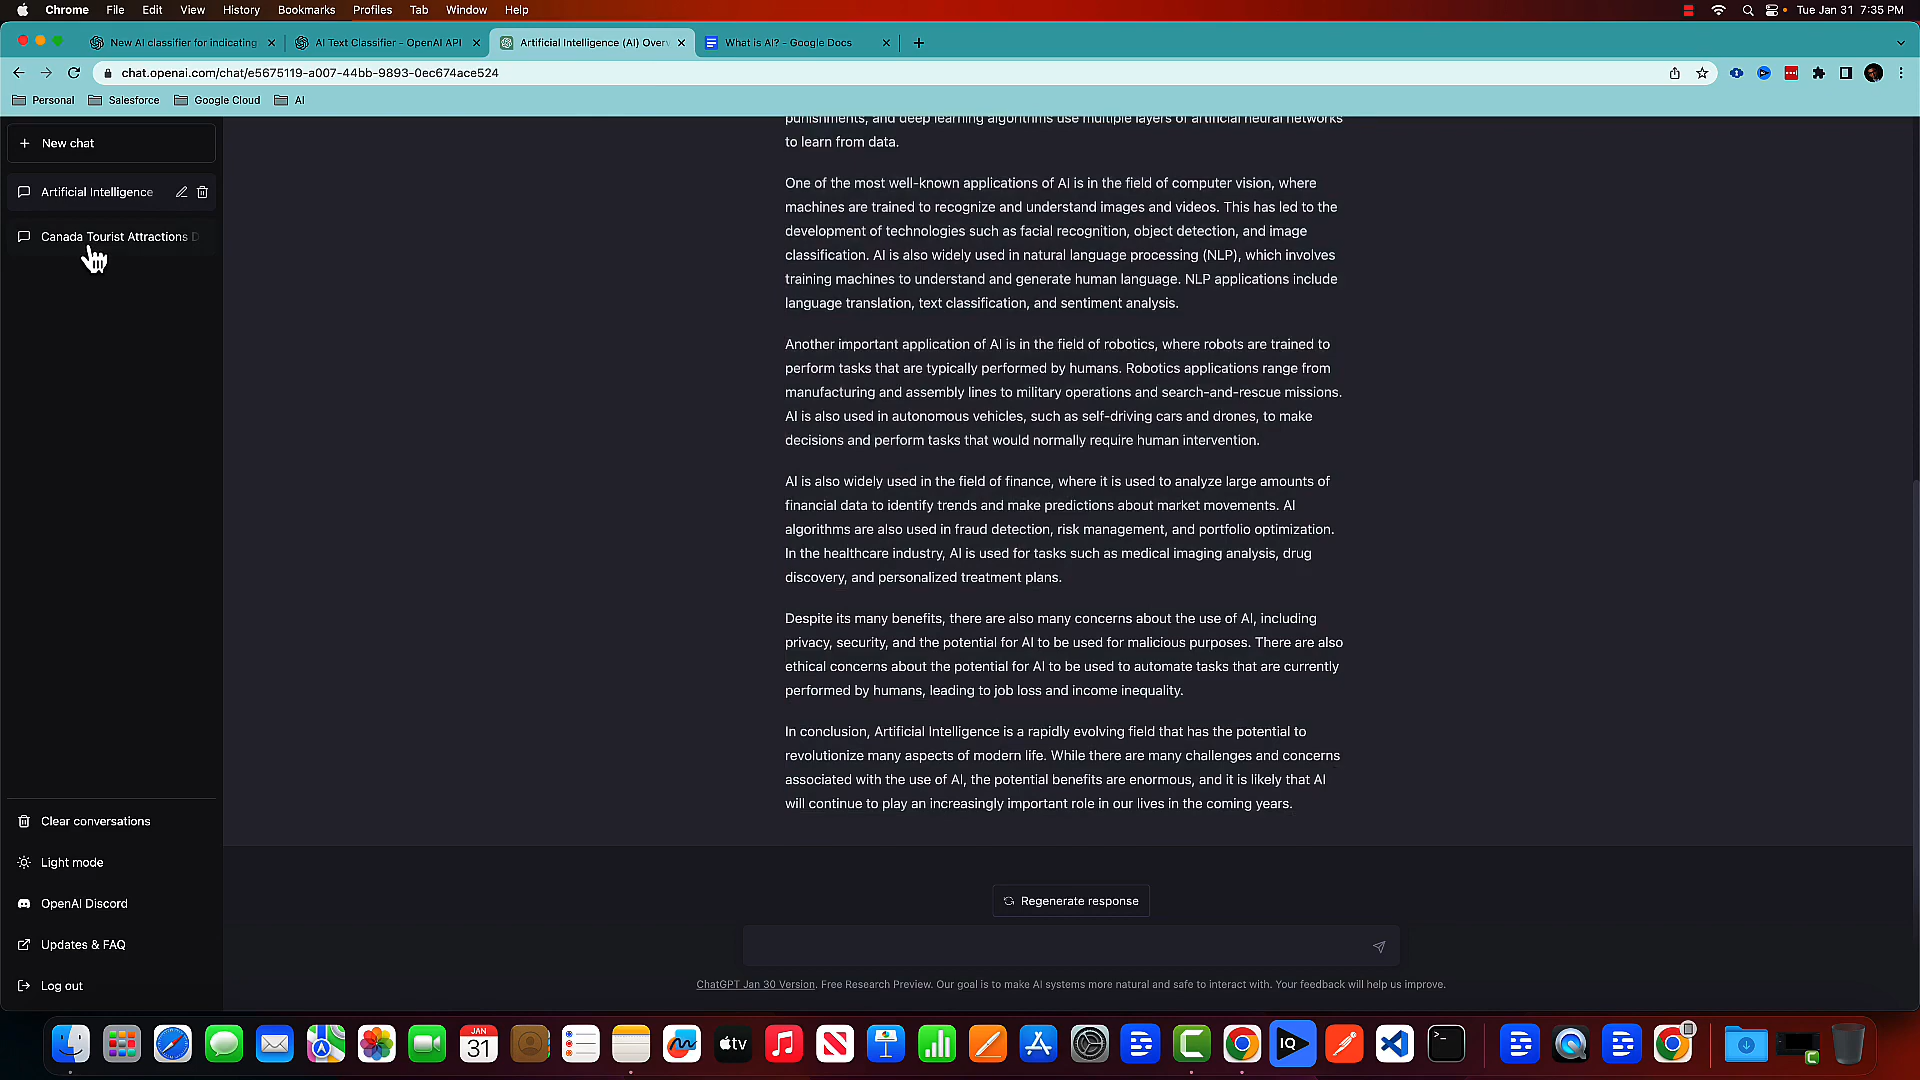 Chrome File Edit View History Bookmarks Profiles Tab Window Help Tue Jan 31 7:35 PM
New AI classifier for indicating AI Text Classifier - OpenAI API Artificial Intelligence (AI) Over What is AI? - Google Docs
chat.openai.com/chat/e5675119-a007-44bb-9893-0ec674ace524
Personal Salesforce Google Cloud AI
New chat
Artificial Intelligence
Canada Tourist Attractions D
punishments, and deep learning algorithms use multiple layers of artificial neural networks
to learn from data.
One of the most well-known applications of AI is in the field of computer vision, where
machines are trained to recognize and understand images and videos. This has led to the
development of technologies such as facial recognition, object detection, and image
classification. AI is also widely used in natural language processing (NLP), which involves
training machines to understand and generate human language. NLP applications include
language translation, text classification, and sentiment analysis.
Another important application of AI is in the field of robotics, where robots are trained to
perform tasks that are typically performed by humans. Robotics applications range from
manufacturing and assembly lines to military operations and search-and-rescue missions.
AI is also used in autonomous vehicles, such as self-driving cars and drones, to make
decisions and perform tasks that would normally require human intervention.
AI is also widely used in the field of finance, where it is used to analyze large amounts of
financial data to identify trends and make predictions about market movements. AI
algorithms are also used in fraud detection, risk management, and portfolio optimization.
In the healthcare industry, AI is used for tasks such as medical imaging analysis, drug
discovery, and personalized treatment plans.
Despite its many benefits, there are also many concerns about the use of AI, including
privacy, security, and the potential for AI to be used for malicious purposes. There are also
ethical concerns about the potential for AI to be used to automate tasks that are currently
performed by humans, leading to job loss and income inequality.
In conclusion, Artificial Intelligence is a rapidly evolving field that has the potential to
revolutionize many aspects of modern life. While there are many challenges and concerns
associated with the use of AI, the potential benefits are enormous, and it is likely that AI
will continue to play an increasingly important role in our lives in the coming years.
Clear conversations
Light mode
OpenAI Discord
Updates & FAQ
Log out
Regenerate response
ChatGPT Jan 30 Version. Free Research Preview. Our goal is to make AI systems more natural and safe to interact with. Your feedback will help us improve.
JAN
31
tv
IQ